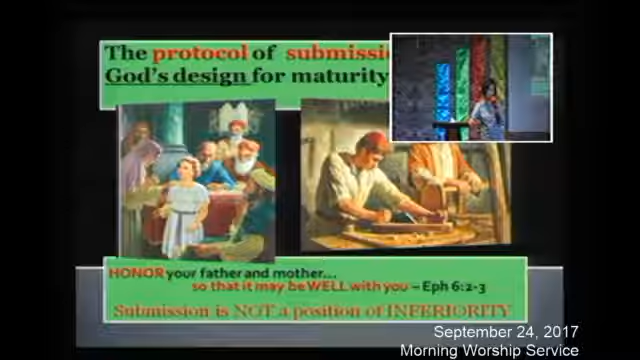 The protocol of submissi
God's design for maturity
HONOR your father and mother...
so that it may be WELL with you – Eph 6:2-3
Submission is NOT a position of INFERIORITY
September 24, 2017
Morning Worship Service